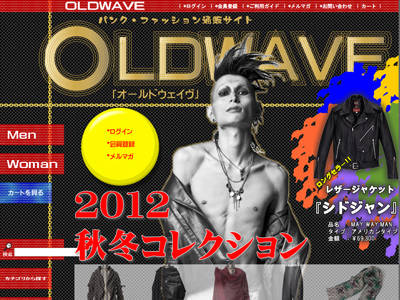 OLDWAVE
*ログイン
*会員登録
*ご利用ガイド
*メルマガ
*お問い合わせ
カート
パンク・ファッション通販サイト
OLDWAVE
「オールドウェイヴ」
*ログイン
*会員登録
*メルマガ
Men
Woman
カートを見る
検索
カテゴリから探す
ロングセラー!!
レザージャケット
『シドジャン』
品名 : MAY WAY MAN
タイプ : アメリカンタイプ
金額 : ￥69,300
2012
秋冬コレクション